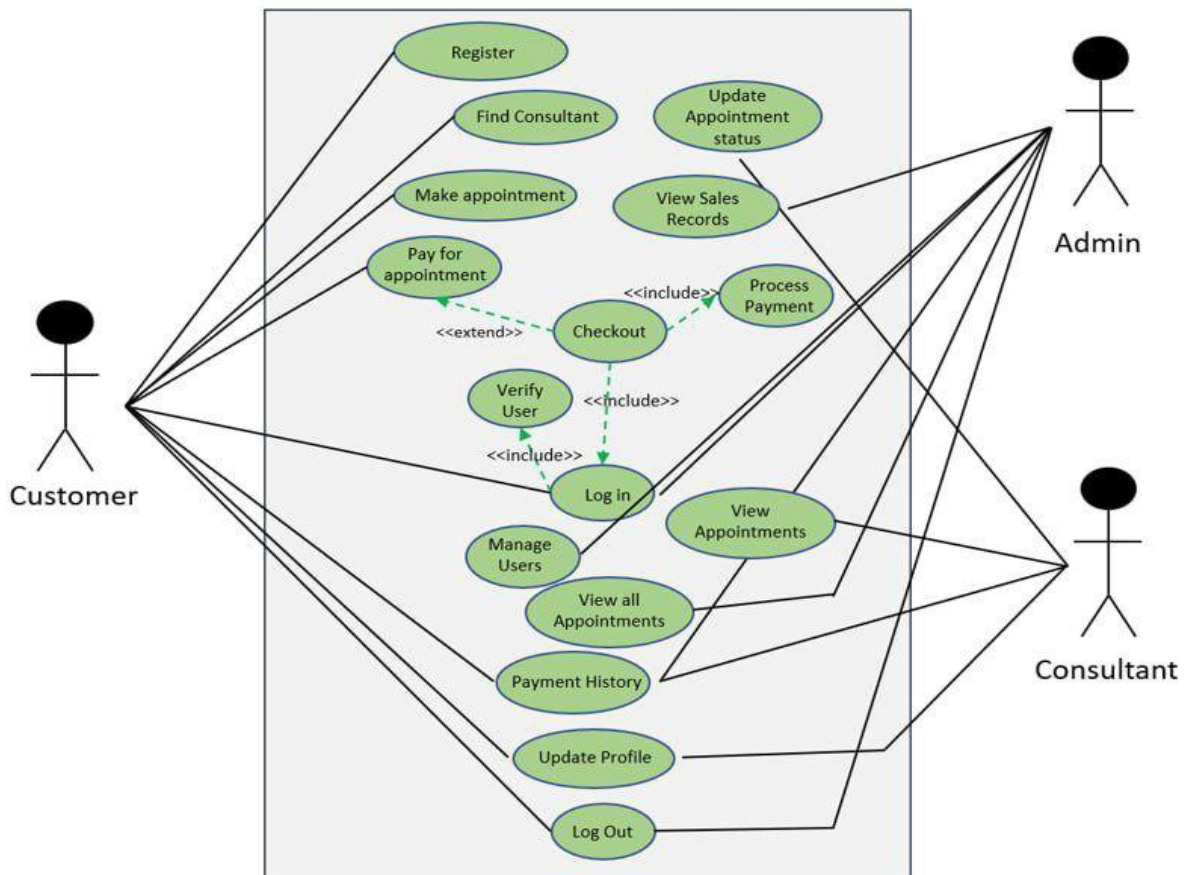 Register
Find Consultant
Update
Appointment
status
Make appointment
View Sales
Records
Admin
Pay for
appointment
<<include>>
Process
Payment
<<extend>>
Checkout
Verify
User
<<include>>
<<include>>
Log in
Customer
View
Appointments
Manage
Users
View all
Appointments
Consultant
Payment History
Update Profile
Log Out